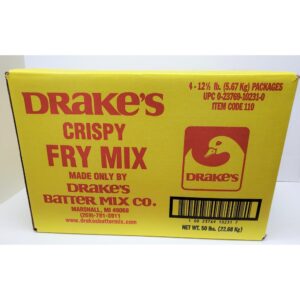 DRAKE'S
CRISPY
FRY MIX
MADE ONLY BY
DRAKE'S
BATTER MIX CO.
MARSHALL, MI 49068
www.drakesbattermix.com
4 - 12½ lb. (5.67 Kg) PACKAGES
UPC 0-23769-10231-0
ITEM CODE 110
DRAKE'S
NET WT. 50 lbs. (22.68 Kg)